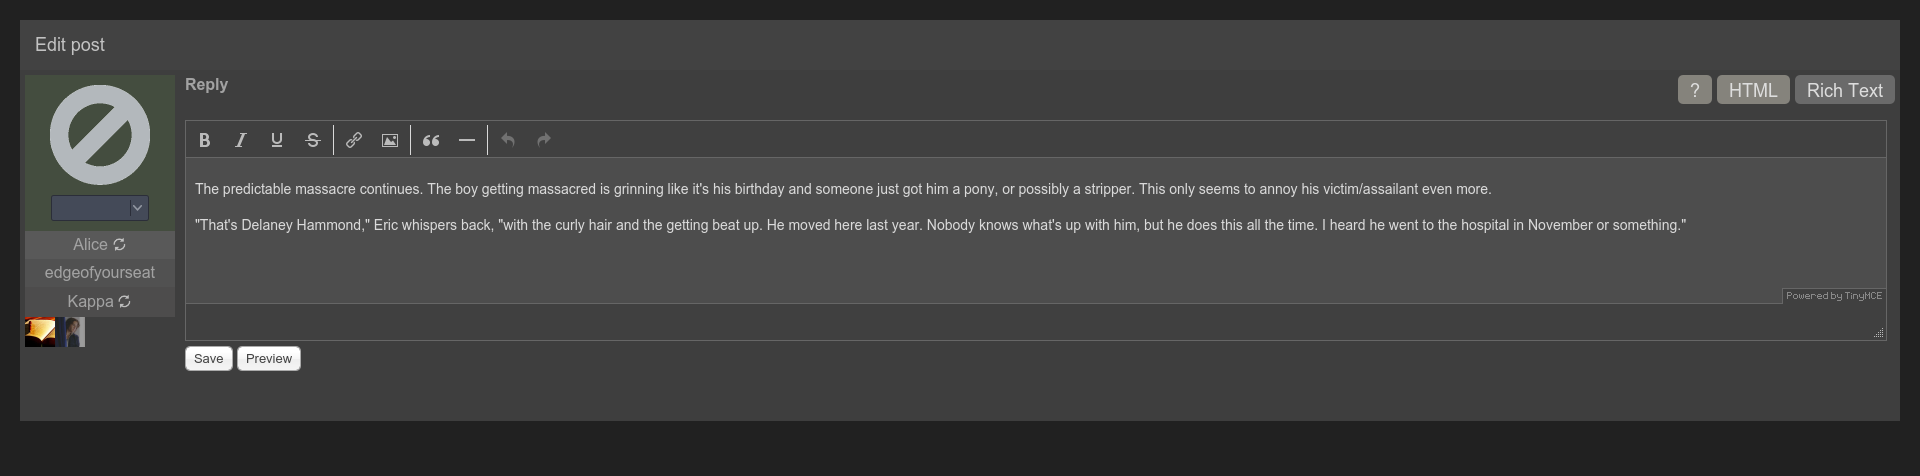 Edit post
Reply
? HTML Rich Text
B I U S
The predictable massacre continues. The boy getting massacred is grinning like it's his birthday and someone just got him a pony, or possibly a stripper. This only seems to annoy his victim/assailant even more.
"That's Delaney Hammond," Eric whispers back, "with the curly hair and the getting beat up. He moved here last year. Nobody knows what's up with him, but he does this all the time. I heard he went to the hospital in November or something."
Alice
edgeofyourseat
Kappa
Powered by TinyMCE
Save Preview